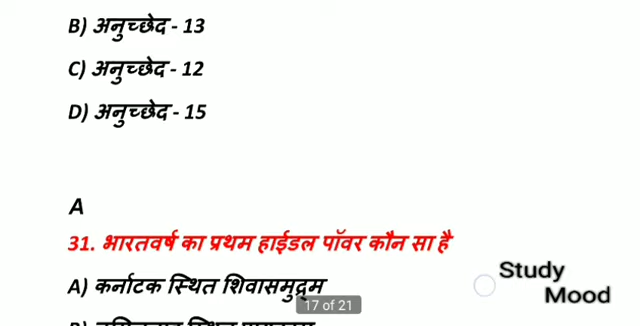 B) अनुच्छेद - 13
C) अनुच्छेद - 12
D) अनुच्छेद - 15
A
31. भारतवर्ष का प्रथम हाईडल पॉवर कौन सा है
A) कर्नाटक स्थित शिवासमुद्रम
17 of 21
Study
Mood